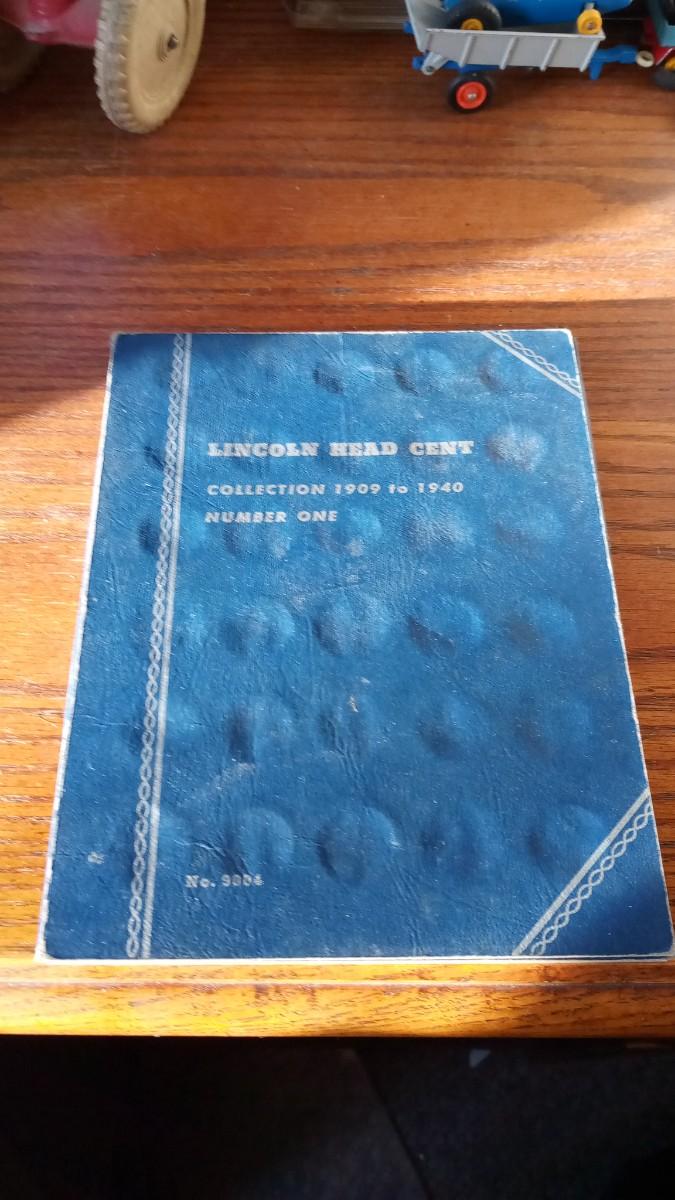 LINCOLN HEAD CENT
COLLECTION 1909 to 1940
NUMBER ONE
No. 9004